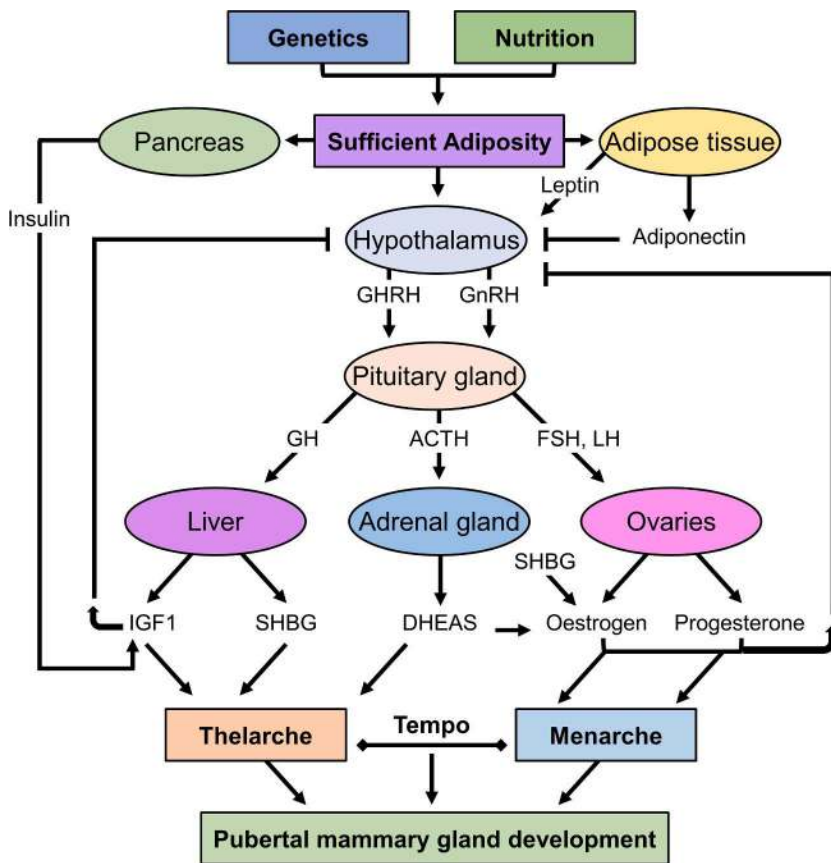 Genetics
Nutrition
Pancreas
Sufficient Adiposity
Adipose tissue
Leptin
Insulin
Hypothalamus
Adiponectin
GHRH
GnRH
Pituitary gland
GH
ACTH
FSH, LH
Liver
Adrenal gland
Ovaries
SHBG
IGF1
SHBG
DHEAS
Oestrogen
Progesterone
Thelarche
Tempo
Menarche
Pubertal mammary gland development